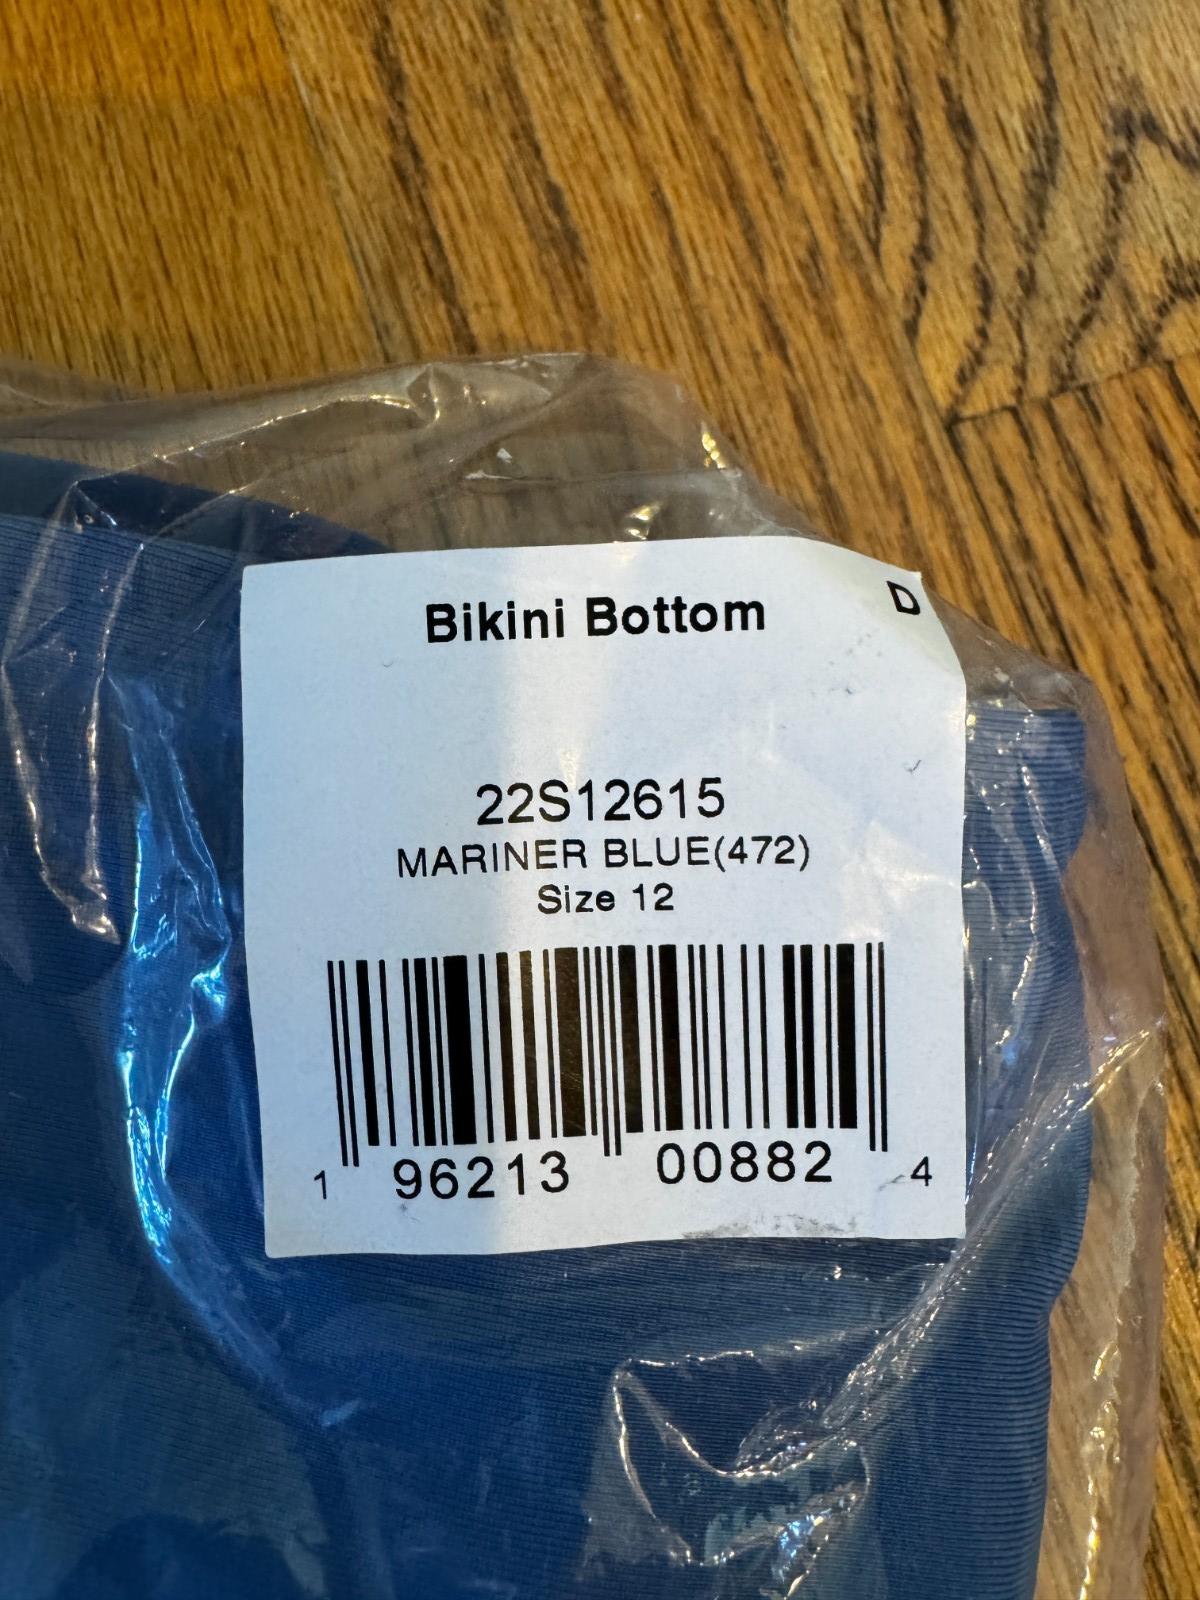 D
Bikini Bottom
22S12615
MARINER BLUE(472)
Size 12
1 96213 00882 4